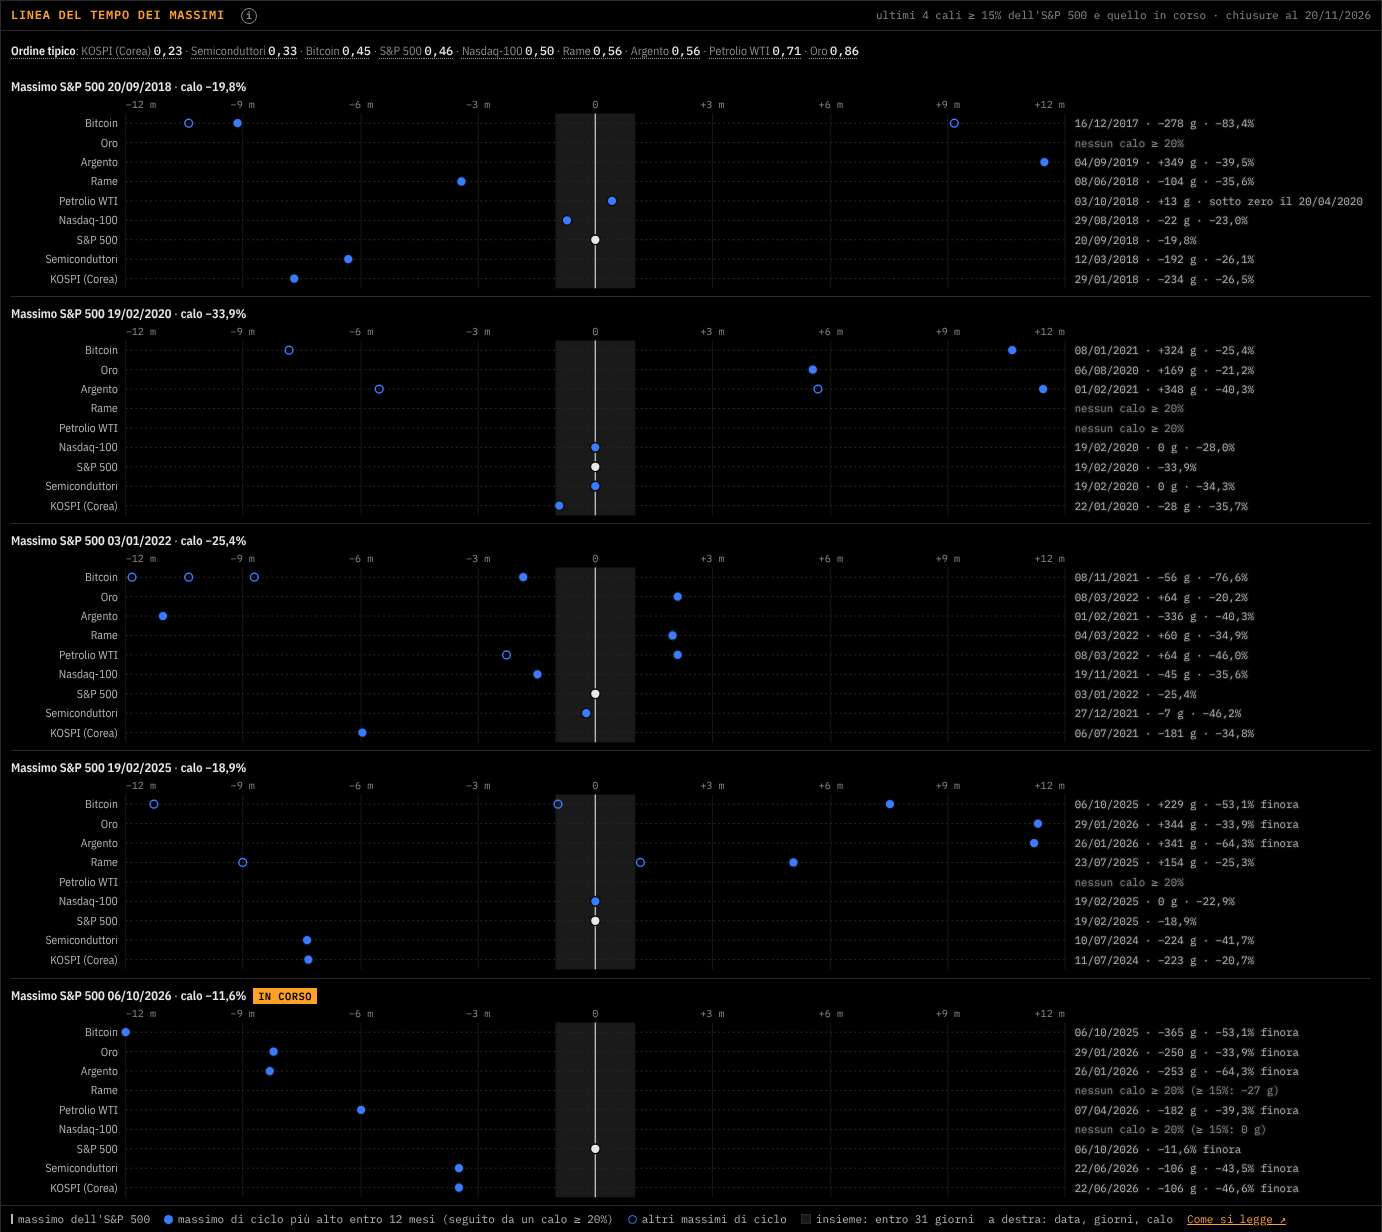 LINEA DEL TEMPO DEI MASSIMI i ultimi 4 cali ≥ 15% dell'S&P 500 e quello in corso · chiusure al 20/11/2026
Ordine tipico: KOSPI (Corea) 0,23 · Semiconduttori 0,33 · Bitcoin 0,45 · S&P 500 0,46 · Nasdaq-100 0,50 · Rame 0,56 · Argento 0,56 · Petrolio WTI 0,71 · Oro 0,86
Massimo S&P 500 20/09/2018 · calo −19,8%
−12 m −9 m −6 m −3 m 0 +3 m +6 m +9 m +12 m
Bitcoin 16/12/2017 · −278 g · −83,4%
Oro nessun calo ≥ 20%
Argento 04/09/2019 · +349 g · −39,5%
Rame 08/06/2018 · −104 g · −35,6%
Petrolio WTI 03/10/2018 · +13 g · sotto zero il 20/04/2020
Nasdaq-100 29/08/2018 · −22 g · −23,0%
S&P 500 20/09/2018 · −19,8%
Semiconduttori 12/03/2018 · −192 g · −26,1%
KOSPI (Corea) 29/01/2018 · −234 g · −26,5%
Massimo S&P 500 19/02/2020 · calo −33,9%
−12 m −9 m −6 m −3 m 0 +3 m +6 m +9 m +12 m
Bitcoin 08/01/2021 · +324 g · −25,4%
Oro 06/08/2020 · +169 g · −21,2%
Argento 01/02/2021 · +348 g · −40,3%
Rame nessun calo ≥ 20%
Petrolio WTI nessun calo ≥ 20%
Nasdaq-100 19/02/2020 · 0 g · −28,0%
S&P 500 19/02/2020 · −33,9%
Semiconduttori 19/02/2020 · 0 g · −34,3%
KOSPI (Corea) 22/01/2020 · −28 g · −35,7%
Massimo S&P 500 03/01/2022 · calo −25,4%
−12 m −9 m −6 m −3 m 0 +3 m +6 m +9 m +12 m
Bitcoin 08/11/2021 · −56 g · −76,6%
Oro 08/03/2022 · +64 g · −20,2%
Argento 01/02/2021 · −336 g · −40,3%
Rame 04/03/2022 · +60 g · −34,9%
Petrolio WTI 08/03/2022 · +64 g · −46,0%
Nasdaq-100 19/11/2021 · −45 g · −35,6%
S&P 500 03/01/2022 · −25,4%
Semiconduttori 27/12/2021 · −7 g · −46,2%
KOSPI (Corea) 06/07/2021 · −181 g · −34,8%
Massimo S&P 500 19/02/2025 · calo −18,9%
−12 m −9 m −6 m −3 m 0 +3 m +6 m +9 m +12 m
Bitcoin 06/10/2025 · +229 g · −53,1% finora
Oro 29/01/2026 · +344 g · −33,9% finora
Argento 26/01/2026 · +341 g · −64,3% finora
Rame 23/07/2025 · +154 g · −25,3%
Petrolio WTI nessun calo ≥ 20%
Nasdaq-100 19/02/2025 · 0 g · −22,9%
S&P 500 19/02/2025 · −18,9%
Semiconduttori 10/07/2024 · −224 g · −41,7%
KOSPI (Corea) 11/07/2024 · −223 g · −20,7%
Massimo S&P 500 06/10/2026 · calo −11,6% IN CORSO
−12 m −9 m −6 m −3 m 0 +3 m +6 m +9 m +12 m
Bitcoin 06/10/2025 · −365 g · −53,1% finora
Oro 29/01/2026 · −250 g · −33,9% finora
Argento 26/01/2026 · −253 g · −64,3% finora
Rame nessun calo ≥ 20% (≥ 15%: −27 g)
Petrolio WTI 07/04/2026 · −182 g · −39,3% finora
Nasdaq-100 nessun calo ≥ 20% (≥ 15%: 0 g)
S&P 500 06/10/2026 · −11,6% finora
Semiconduttori 22/06/2026 · −106 g · −43,5% finora
KOSPI (Corea) 22/06/2026 · −106 g · −46,6% finora
massimo dell'S&P 500 massimo di ciclo più alto entro 12 mesi (seguito da un calo ≥ 20%) altri massimi di ciclo insieme: entro 31 giorni a destra: data, giorni, calo Come si legge ↗